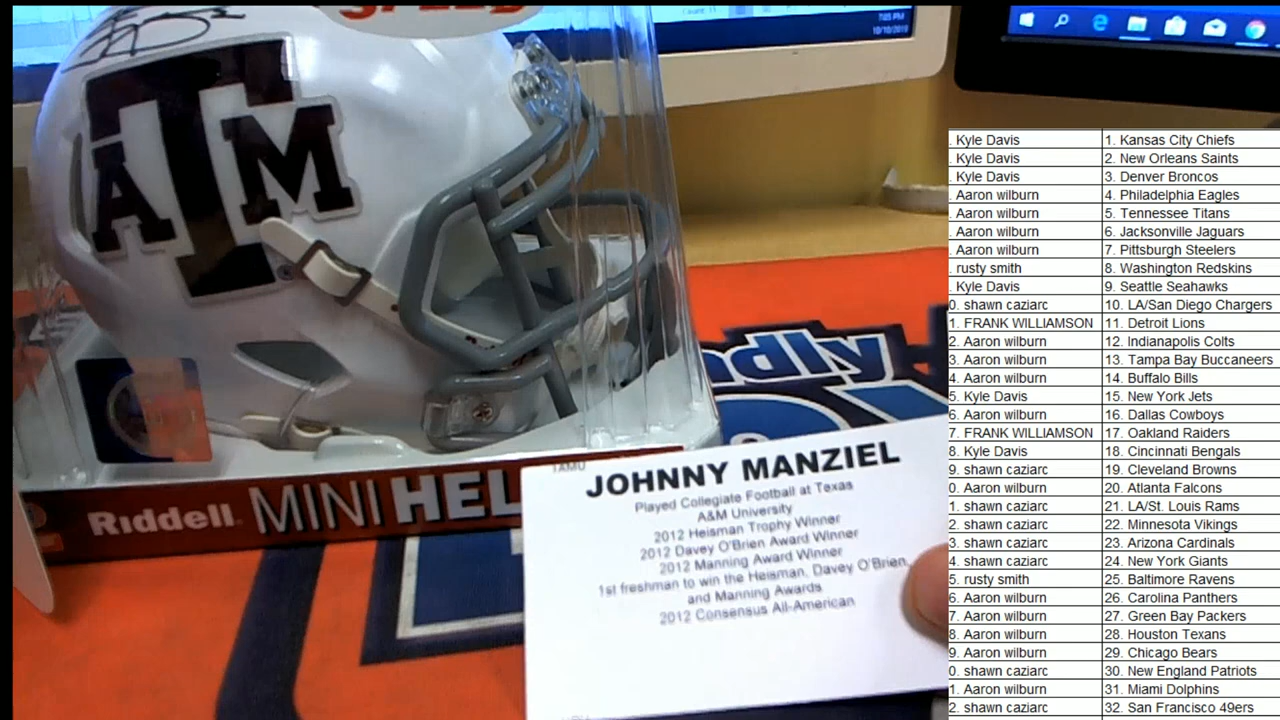 SPEED
7:05 PM
10/10/2019
ATM
Riddell MINI HEL
TAMU
JOHNNY MANZIEL
Played Collegiate Football at Texas
A&M University
2012 Heisman Trophy Winner
2012 Davey O'Brien Award Winner
2012 Manning Award Winner
1st freshman to win the Heisman, Davey O'Brien,
and Manning Awards
2012 Consensus All-American
ndly
. Kyle Davis 1. Kansas City Chiefs
. Kyle Davis 2. New Orleans Saints
. Kyle Davis 3. Denver Broncos
. Aaron wilburn 4. Philadelphia Eagles
. Aaron wilburn 5. Tennessee Titans
. Aaron wilburn 6. Jacksonville Jaguars
. Aaron wilburn 7. Pittsburgh Steelers
. rusty smith 8. Washington Redskins
. Kyle Davis 9. Seattle Seahawks
0. shawn caziarc 10. LA/San Diego Chargers
1. FRANK WILLIAMSON 11. Detroit Lions
2. Aaron wilburn 12. Indianapolis Colts
3. Aaron wilburn 13. Tampa Bay Buccaneers
4. Aaron wilburn 14. Buffalo Bills
5. Kyle Davis 15. New York Jets
6. Aaron wilburn 16. Dallas Cowboys
7. FRANK WILLIAMSON 17. Oakland Raiders
8. Kyle Davis 18. Cincinnati Bengals
9. shawn caziarc 19. Cleveland Browns
0. Aaron wilburn 20. Atlanta Falcons
1. shawn caziarc 21. LA/St. Louis Rams
2. shawn caziarc 22. Minnesota Vikings
3. shawn caziarc 23. Arizona Cardinals
4. shawn caziarc 24. New York Giants
5. rusty smith 25. Baltimore Ravens
6. Aaron wilburn 26. Carolina Panthers
7. Aaron wilburn 27. Green Bay Packers
8. Aaron wilburn 28. Houston Texans
9. Aaron wilburn 29. Chicago Bears
0. shawn caziarc 30. New England Patriots
1. Aaron wilburn 31. Miami Dolphins
2. shawn caziarc 32. San Francisco 49ers